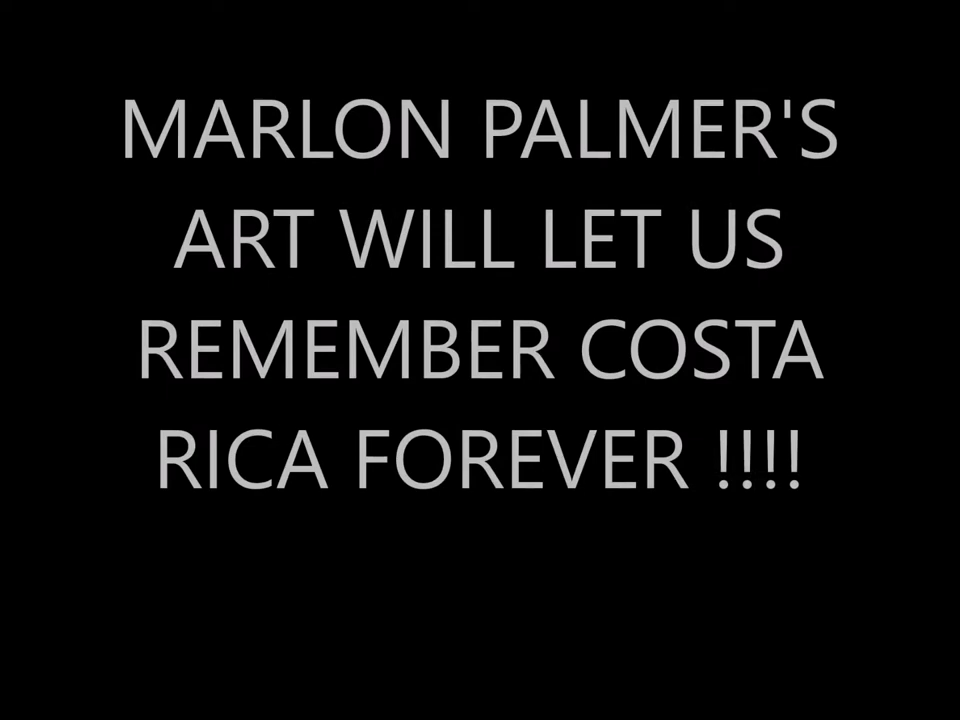 MARLON PALMER'S
ART WILL LET US
REMEMBER COSTA
RICA FOREVER !!!!